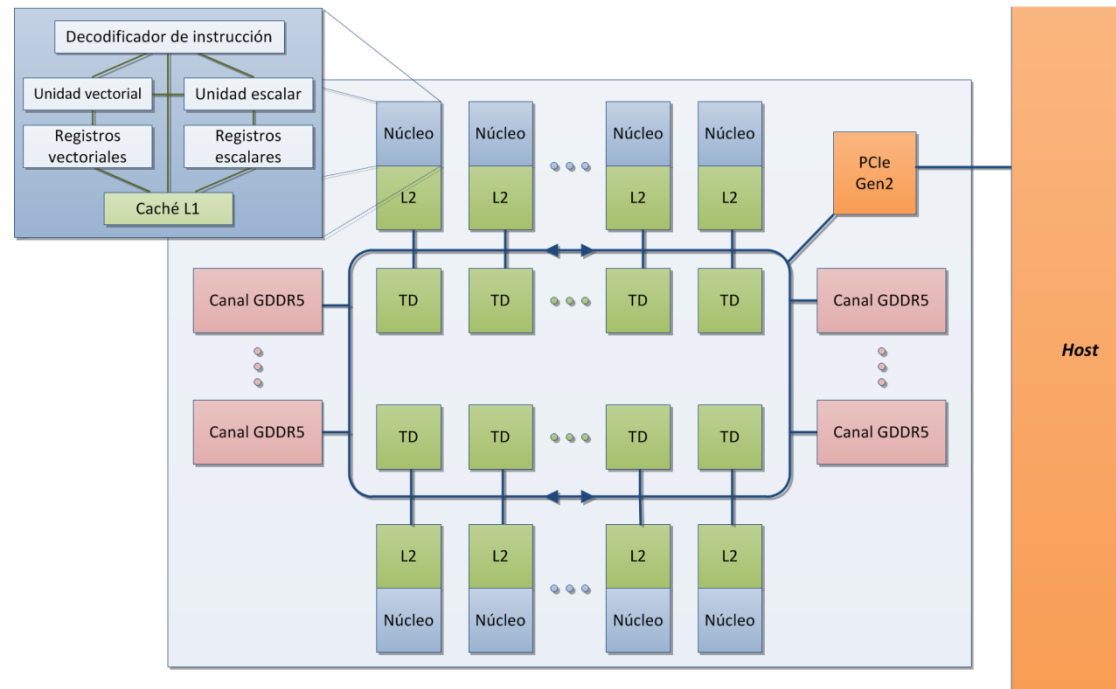 Decodificador de instrucción
Unidad vectorial
Unidad escalar
Registros
vectoriales
Registros
escalares
Caché L1
Núcleo
Núcleo
Núcleo
Núcleo
L2
L2
L2
L2
PCIe
Gen2
Canal GDDR5
TD
TD
TD
TD
Canal GDDR5
Host
Canal GDDR5
TD
TD
TD
TD
Canal GDDR5
L2
L2
L2
L2
Núcleo
Núcleo
Núcleo
Núcleo